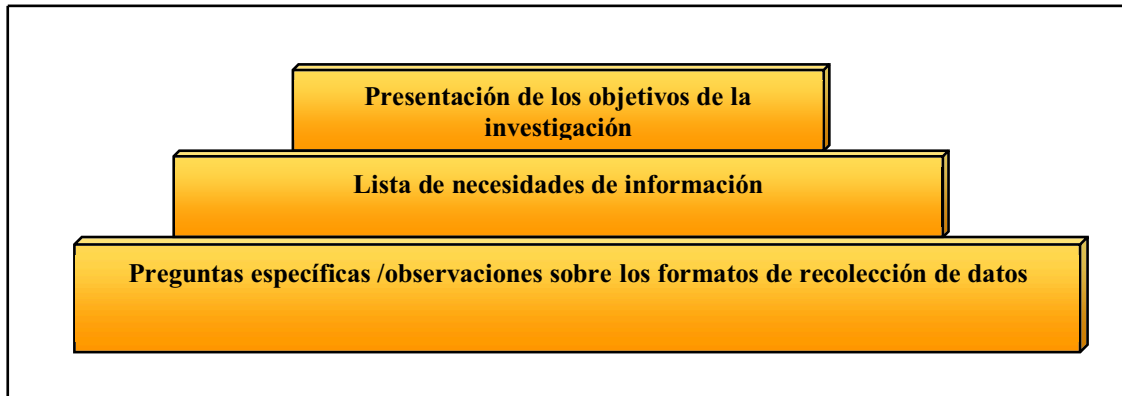 Presentación de los objetivos de la
investigación
Lista de necesidades de información
Preguntas específicas /observaciones sobre los formatos de recolección de datos